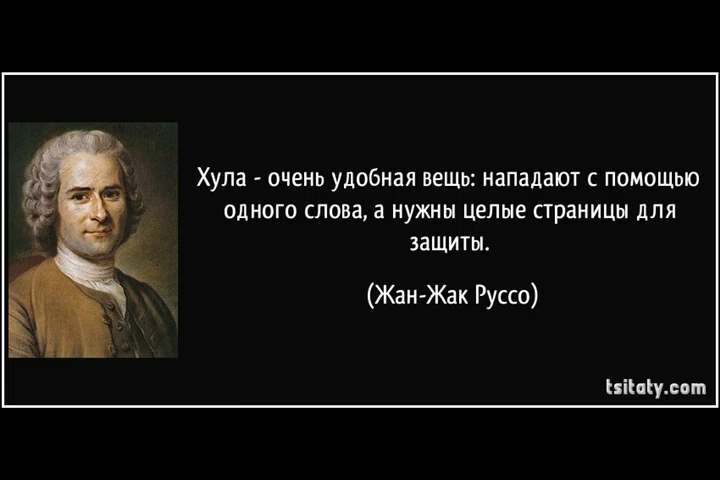 Хула - очень удобная вещь: нападают с помощью
одного слова, а нужны целые страницы для
защиты.
(Жан-Жак Руссо)
tsitaty.com